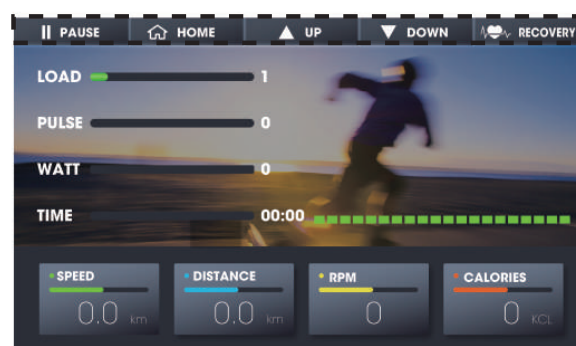 PAUSE HOME UP DOWN RECOVERY
LOAD 1
PULSE 0
WATT 0
TIME 00:00
SPEED DISTANCE RPM CALORIES
0.0 km 0.0 km 0 0 KCL